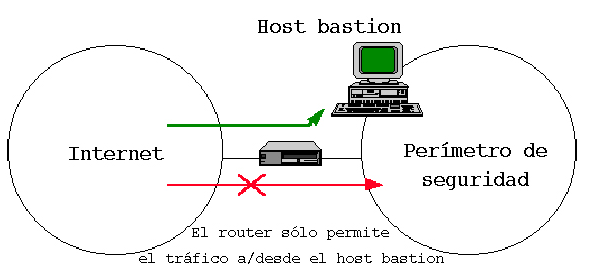 Host bastion
Internet
Perímetro de
seguridad
El router sólo permite
el tráfico a/desde el host bastion